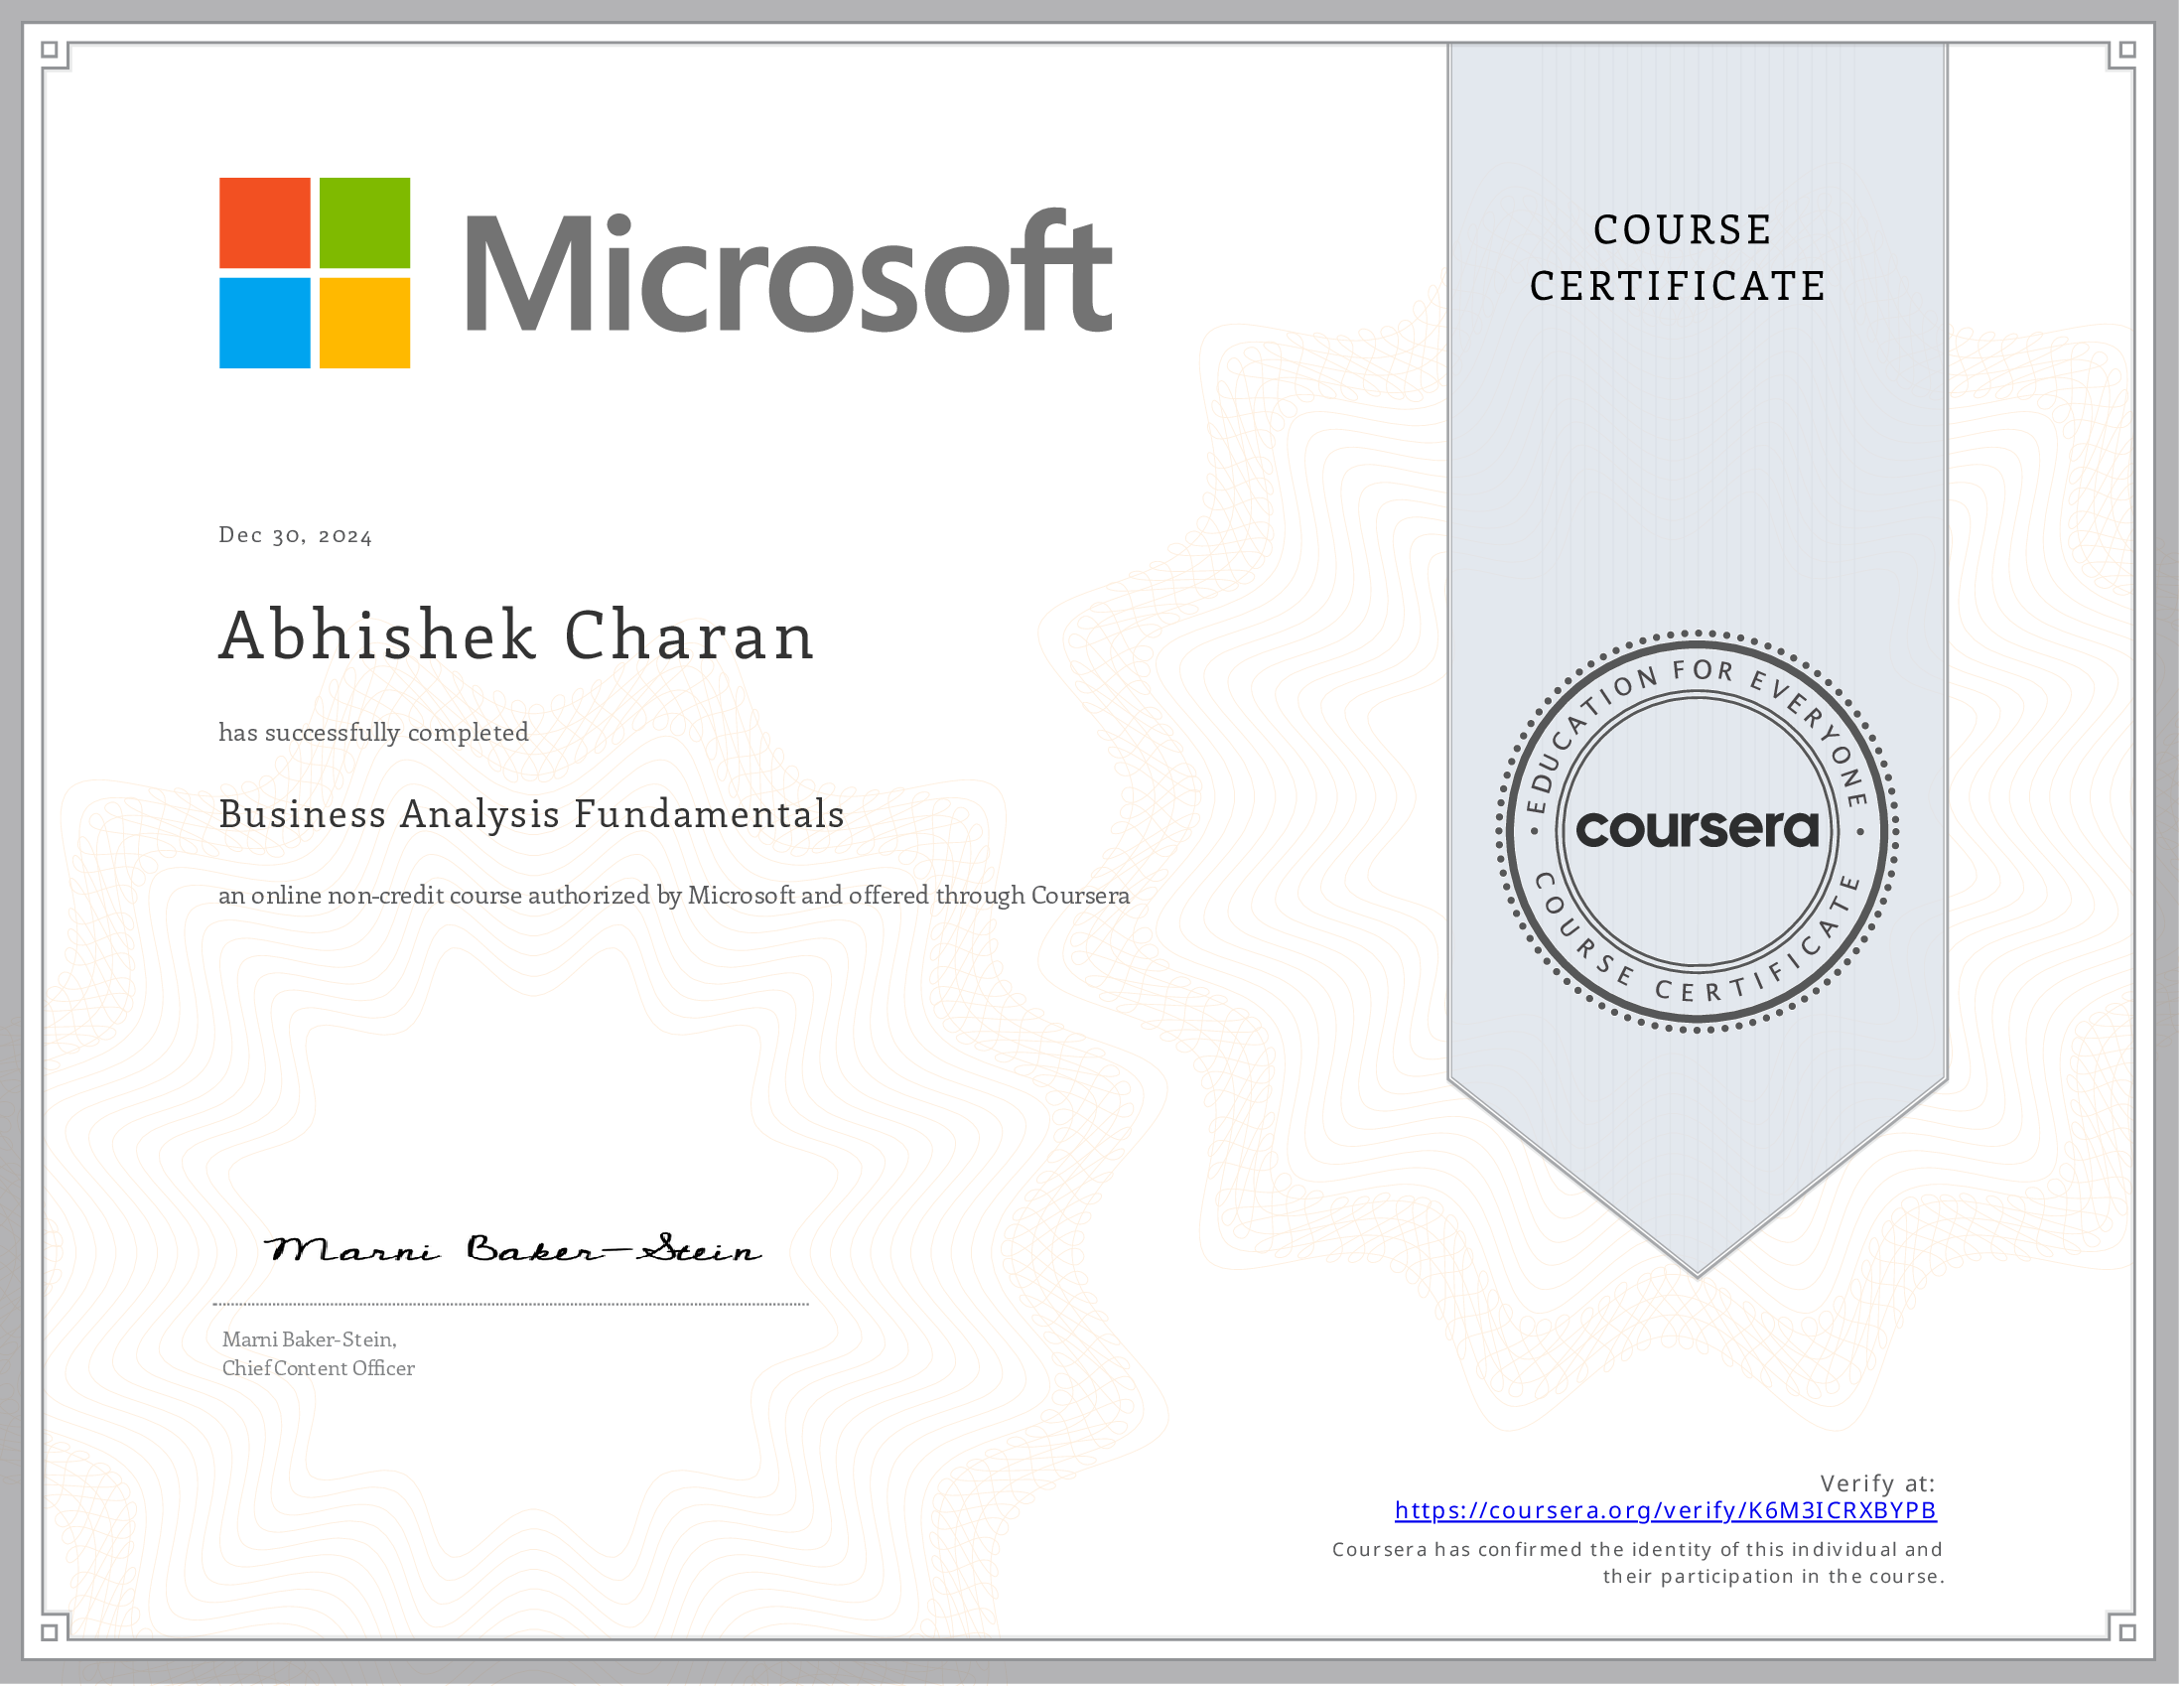 Microsoft
COURSE
CERTIFICATE
Dec 30, 2024
Abhishek Charan
has successfully completed
Business Analysis Fundamentals
an online non-credit course authorized by Microsoft and offered through Coursera
EDUCATION FOR EVERYONE
coursera
COURSE CERTIFICATE
Marni Baker-Stein
Marni Baker-Stein,
Chief Content Officer
Verify at:
https://coursera.org/verify/K6M3ICRXBYPB
Coursera has confirmed the identity of this individual and
their participation in the course.